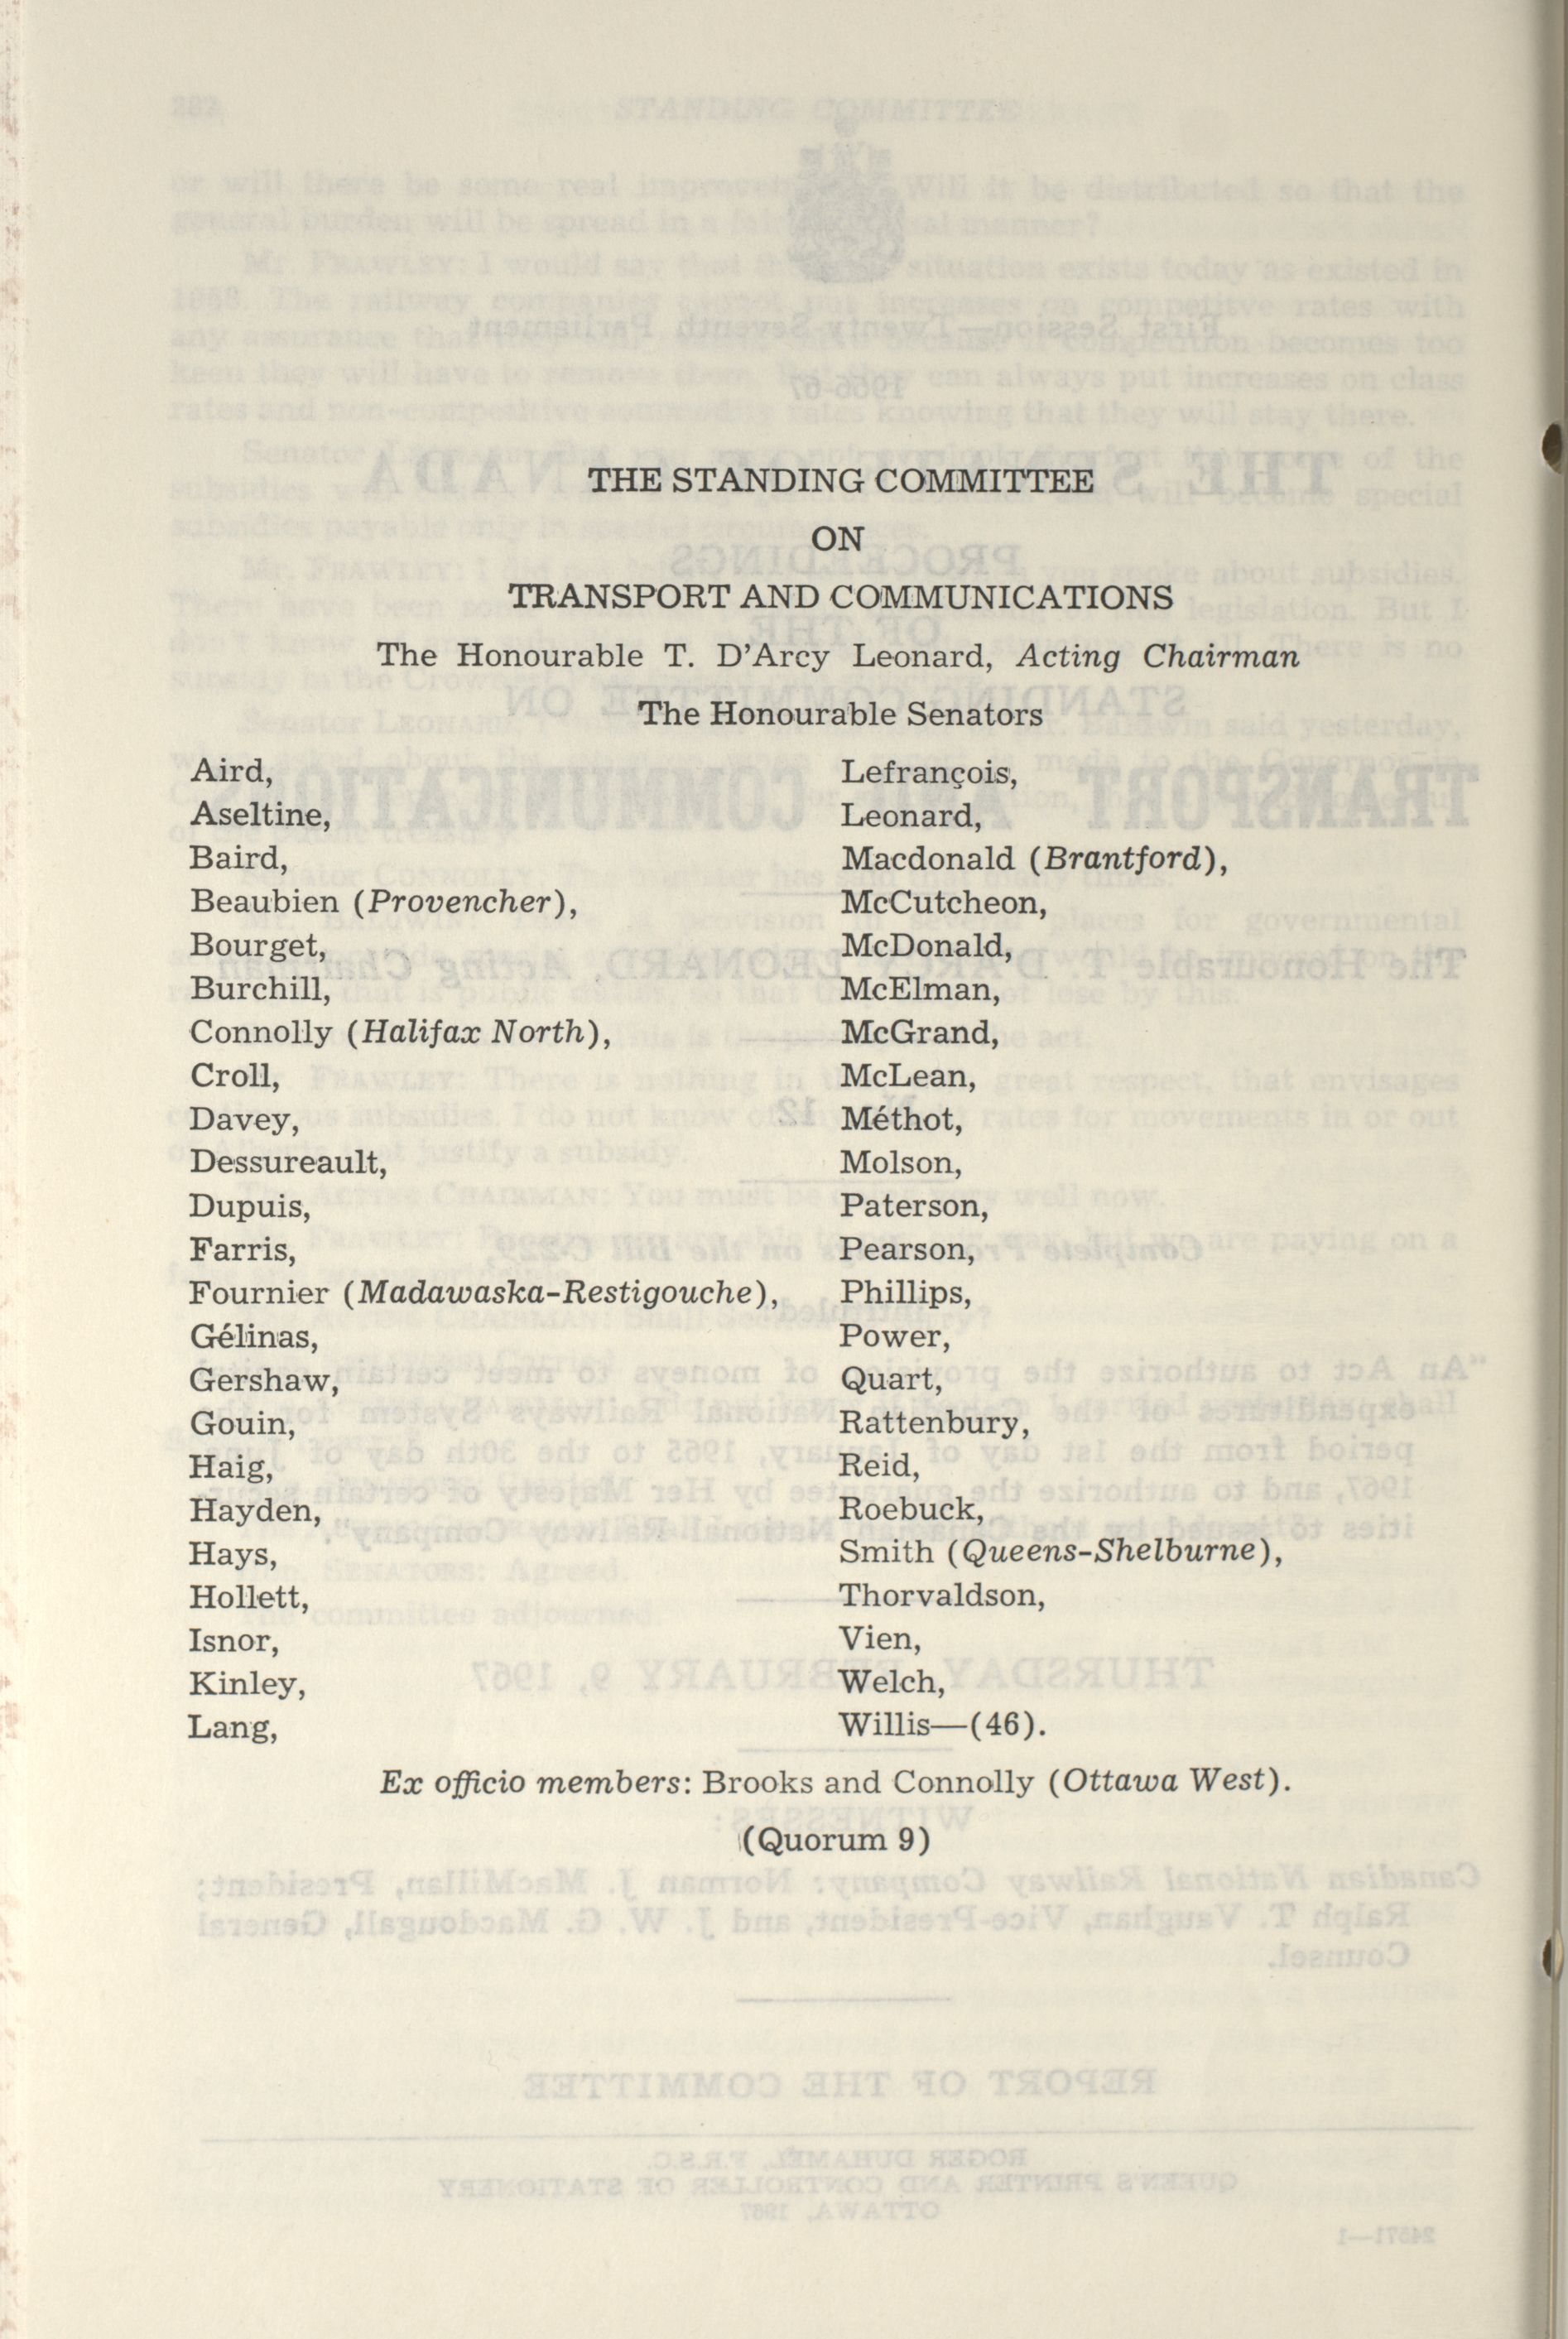 THE STANDING COMMITTEE
ON
TRANSPORT AND COMMUNICATIONS
The Honourable T. D'Arcy Leonard, Acting Chairman
The Honourable Senators
Aird,
Aseltine,
Baird,
Beaubien (Provencher),
Bourget,
Burchill,
Connolly (Halifax North),
Croll,
Davey,
Dessureault,
Dupuis,
Farris,
Fournier (Madawaska-Restigouche),
Gélinas,
Gershaw,
Gouin,
Haig,
Hayden,
Hays,
Hollett,
Isnor,
Kinley,
Lang,
Lefrançois,
Leonard,
Macdonald (Brantford),
McCutcheon,
McDonald,
McElman,
McGrand,
McLean,
Méthot,
Molson,
Paterson,
Pearson,
Phillips,
Power,
Quart,
Rattenbury,
Reid,
Roebuck,
Smith (Queens-Shelburne),
Thorvaldson,
Vien,
Welch,
Willis—(46).
Ex officio members: Brooks and Connolly (Ottawa West).
(Quorum 9)